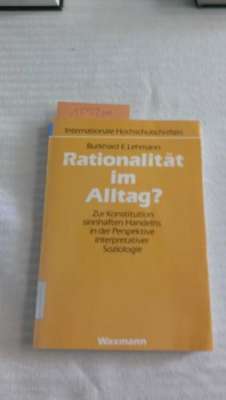 Internationale Hochschulschriften
Burkhard F. Lehmann
Rationalität
im
Alltag?
Zur Konstitution
sinnhaften Handelns
in der Perspektive
Interpretativer
Soziologie
Waxmann